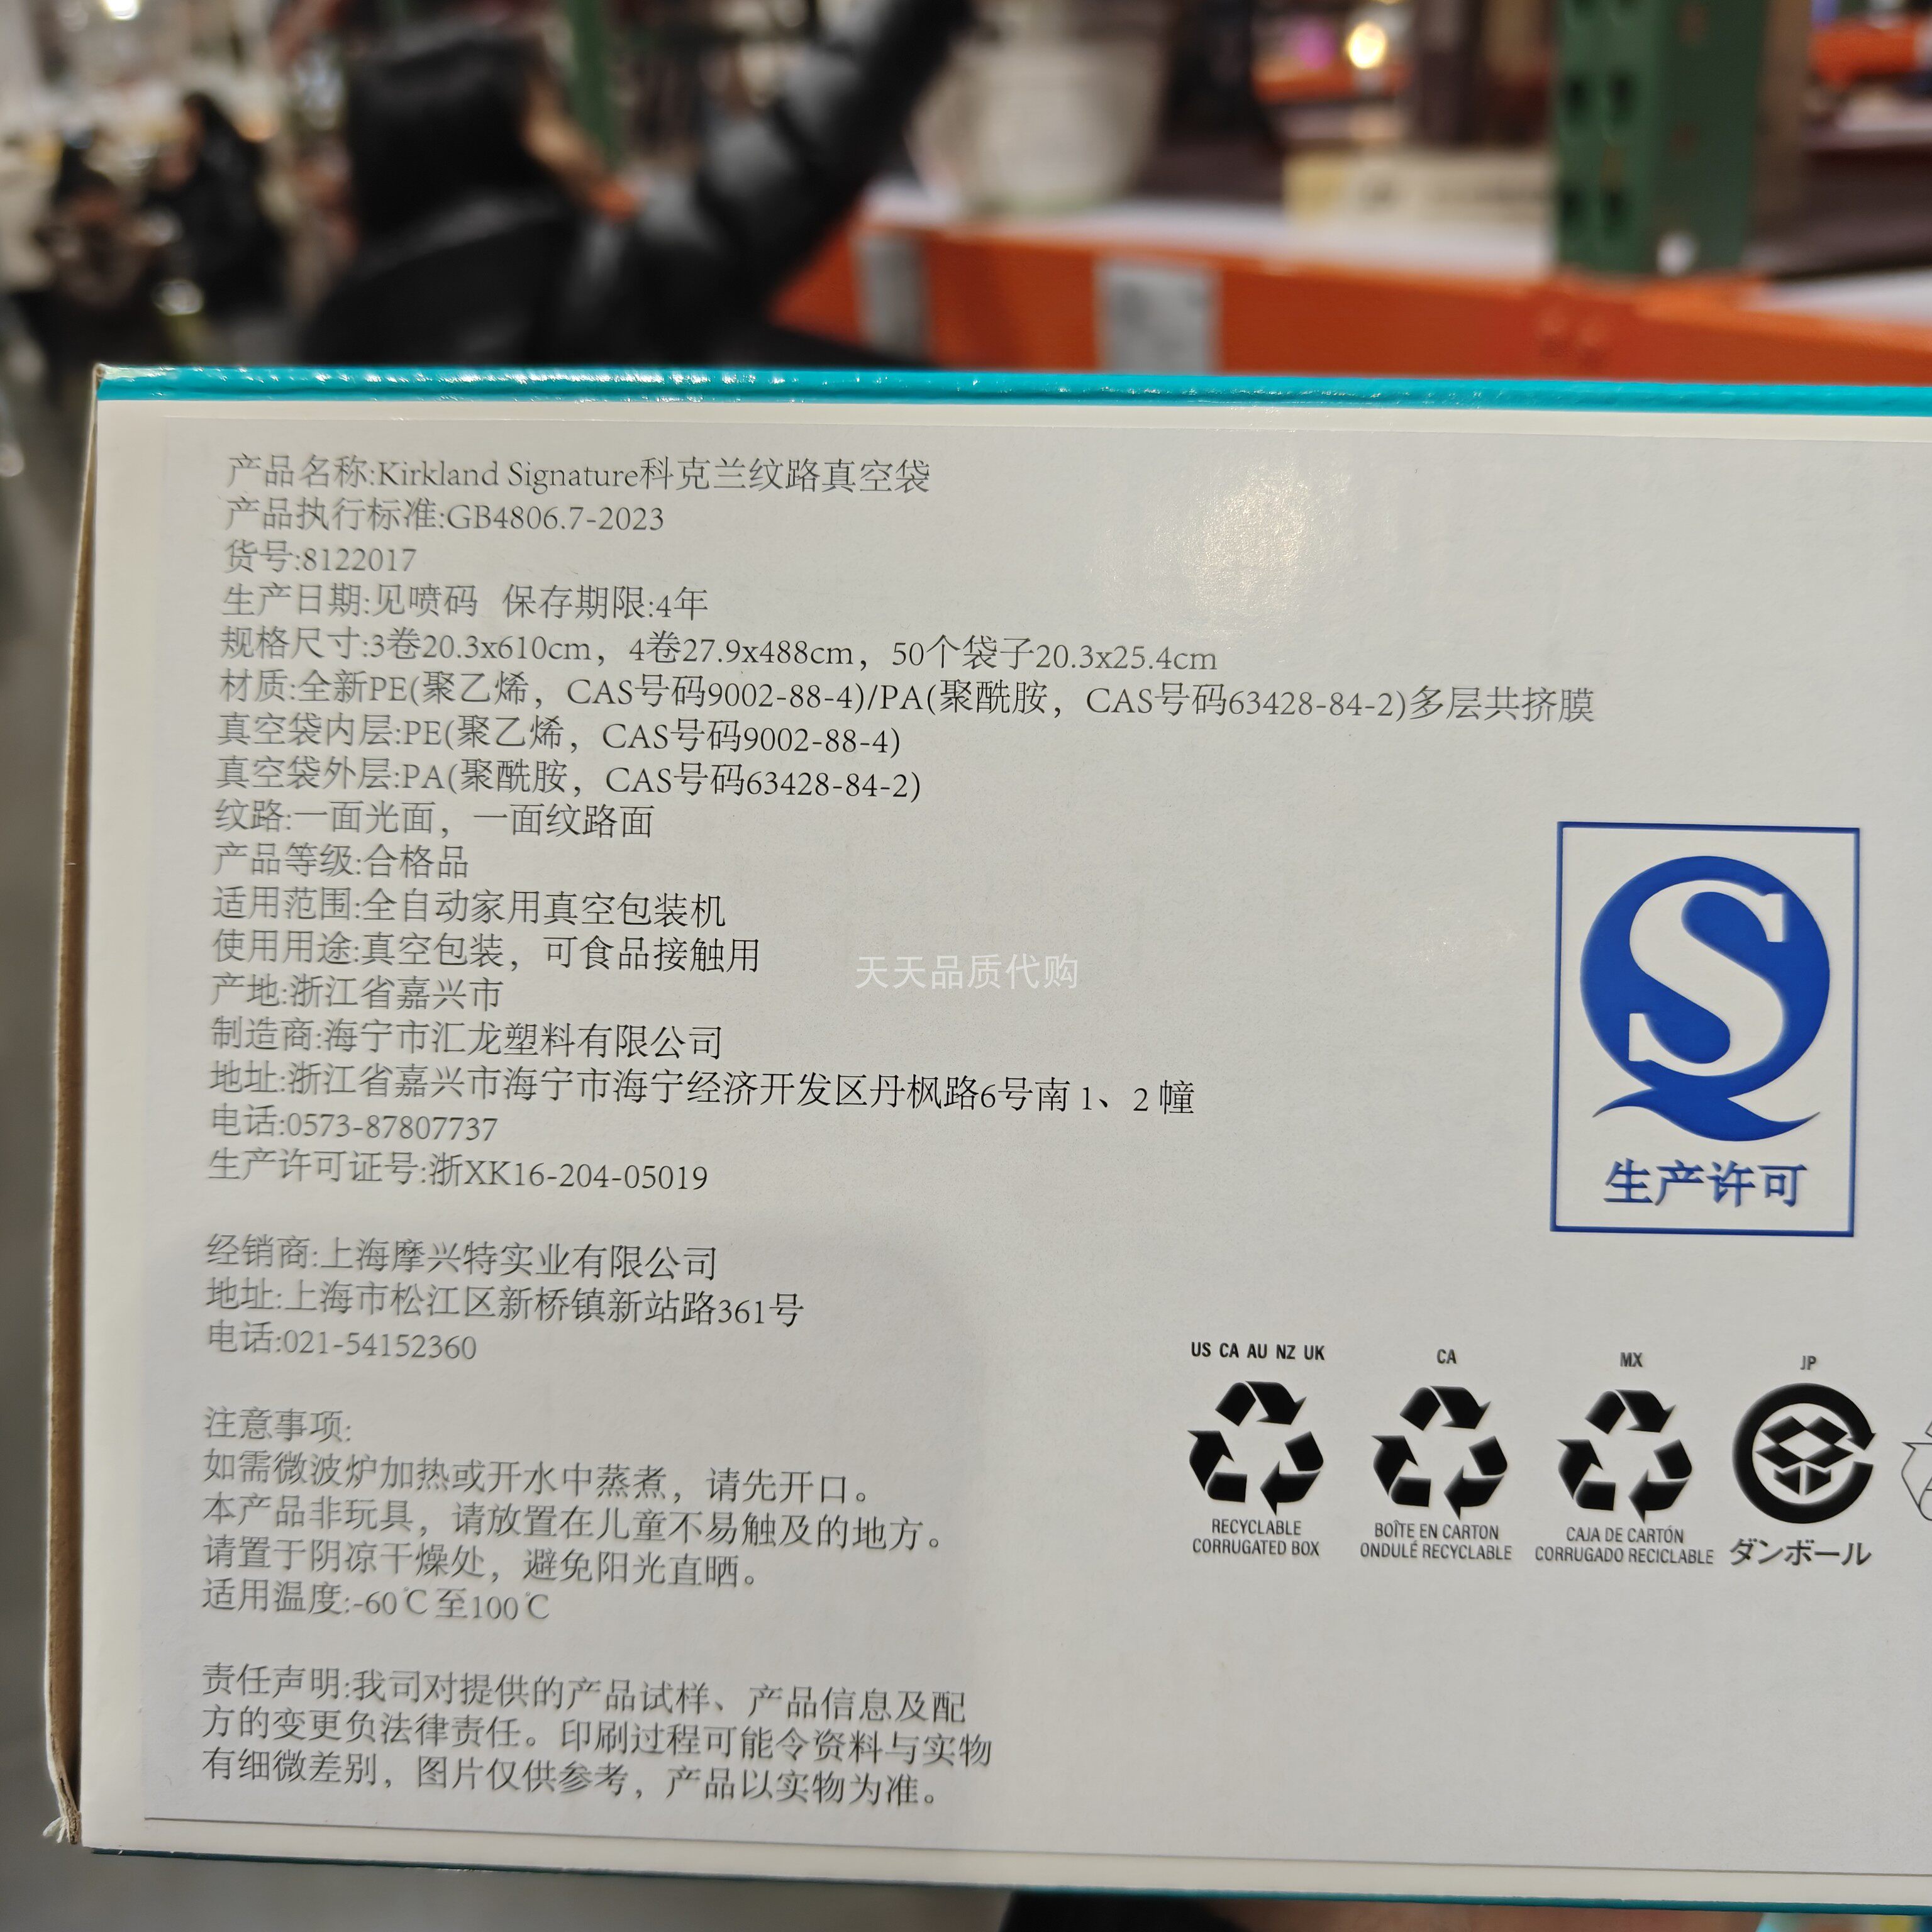 产品名称:Kirkland Signature科克兰纹路真空袋
产品执行标准:GB4806.7-2023
货号:8122017
生产日期:见喷码 保存期限:4年
规格尺寸:3卷20.3x610cm，4卷27.9x488cm，50个袋子20.3x25.4cm
材质:全新PE(聚乙烯，CAS号码9002-88-4)/PA(聚酰胺，CAS号码63428-84-2)多层共挤膜
真空袋内层:PE(聚乙烯，CAS号码9002-88-4)
真空袋外层:PA(聚酰胺，CAS号码63428-84-2)
纹路:一面光面，一面纹路面
产品等级:合格品
适用范围:全自动家用真空包装机
使用用途:真空包装，可食品接触用
天天品质代购
产地:浙江省嘉兴市
制造商:海宁市汇龙塑料有限公司
地址:浙江省嘉兴市海宁市海宁经济开发区丹枫路6号南 1、2 幢
电话:0573-87807737
生产许可证号:浙XK16-204-05019
生产许可
经销商:上海摩兴特实业有限公司
地址:上海市松江区新桥镇新站路361号
电话:021-54152360
注意事项:
如需微波炉加热或开水中蒸煮，请先开口。
本产品非玩具，请放置在儿童不易触及的地方。
请置于阴凉干燥处，避免阳光直晒。
适用温度:-60℃至100℃
责任声明:我司对提供的产品试样、产品信息及配
方的变更负法律责任。印刷过程可能令资料与实物
有细微差别，图片仅供参考，产品以实物为准。
US CA AU NZ UK
RECYCLABLE
CORRUGATED BOX
CA
BOÎTE EN CARTON
ONDULÉ RECYCLABLE
MX
CAJA DE CARTÓN
CORRUGADO RECICLABLE
JP
ダンボール